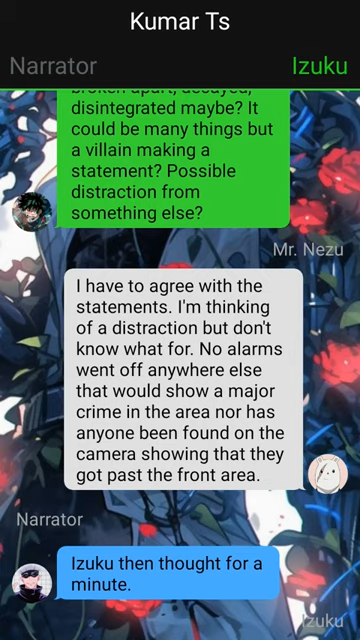 Kumar Ts
Narrator
Izuku
broken apart, decayed,
disintegrated maybe? It
could be many things but
a villain making a
statement? Possible
distraction from
something else?
Mr. Nezu
I have to agree with the
statements. I'm thinking
of a distraction but don't
know what for. No alarms
went off anywhere else
that would show a major
crime in the area nor has
anyone been found on the
camera showing that they
got past the front area.
Narrator
Izuku then thought for a
minute.
Izuku